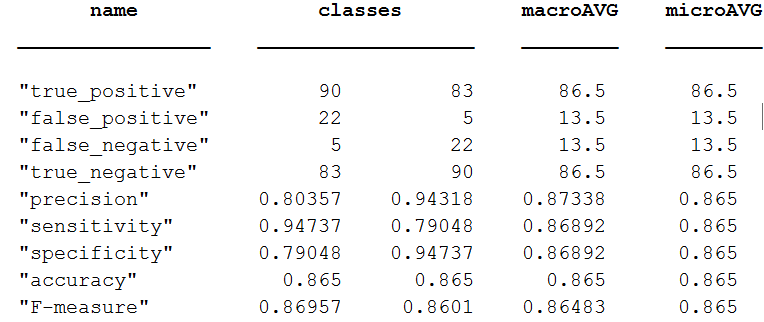 name classes macroAVG microAVG
"true_positive" 90 83 86.5 86.5
"false_positive" 22 5 13.5 13.5
"false_negative" 5 22 13.5 13.5
"true_negative" 83 90 86.5 86.5
"precision" 0.80357 0.94318 0.87338 0.865
"sensitivity" 0.94737 0.79048 0.86892 0.865
"specificity" 0.79048 0.94737 0.86892 0.865
"accuracy" 0.865 0.865 0.865 0.865
"F-measure" 0.86957 0.8601 0.86483 0.865